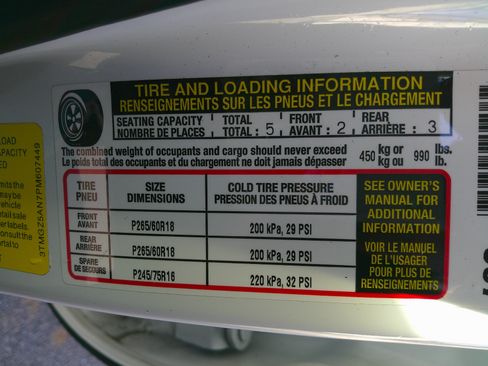 TIRE AND LOADING INFORMATION
RENSEIGNEMENTS SUR LES PNEUS ET LE CHARGEMENT
SEATING CAPACITY TOTAL: 5 FRONT 2 REAR 3
NOMBRE DE PLACES TOTAL: AVANT: ARRIÈRE:
The combined weight of occupants and cargo should never exceed 450 kg or 990 lbs.
Le poids total des occupants et du chargement ne doit jamais dépasser kg ou lb.
TIRE SIZE COLD TIRE PRESSURE
PNEU DIMENSIONS PRESSION DES PNEUS À FROID
FRONT
AVANT P265/60R18 200 kPa, 29 PSI
REAR
ARRIÈRE P265/60R18 200 kPa, 29 PSI
SPARE
DE SECOURS P245/75R16 220 kPa, 32 PSI
SEE OWNER'S
MANUAL FOR
ADDITIONAL
INFORMATION
VOIR LE MANUEL
DE L'USAGER
POUR PLUS DE
RENSEIGNEMENTS
3TMGZ5AN7PM607449
LOAD
CAPACITY